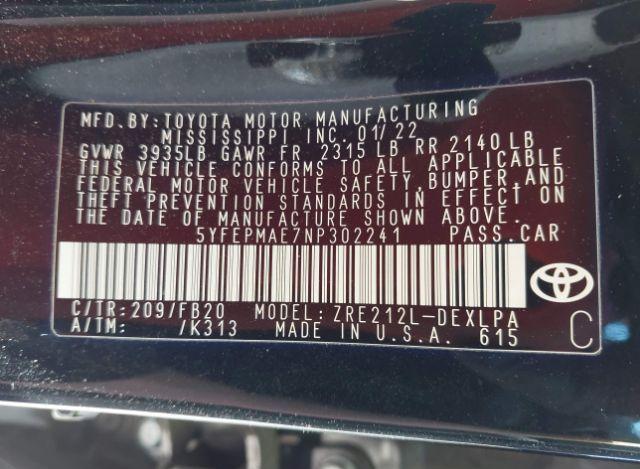 MFD.BY:TOYOTA MOTOR MANUFACTURING
MISSISSIPPI INC.01/22
GVWR 3935LB GAWR FR. 2315 LB RR 2140 LB
THIS VEHICLE CONFORMS TO ALL APPLICABLE
FEDERAL MOTOR VEHICLE SAFETY,BUMPER,AND
THEFT PREVENTION STANDARDS IN EFFECT ON
THE DATE OF MANUFACTURE SHOWN ABOVE.
5YFEPMAE7NP302241 PASS.CAR
C/TR:209/FB20 MODEL:ZRE212L-DEXLPA
A/TM: /K313 MADE IN U.S.A. 615 C